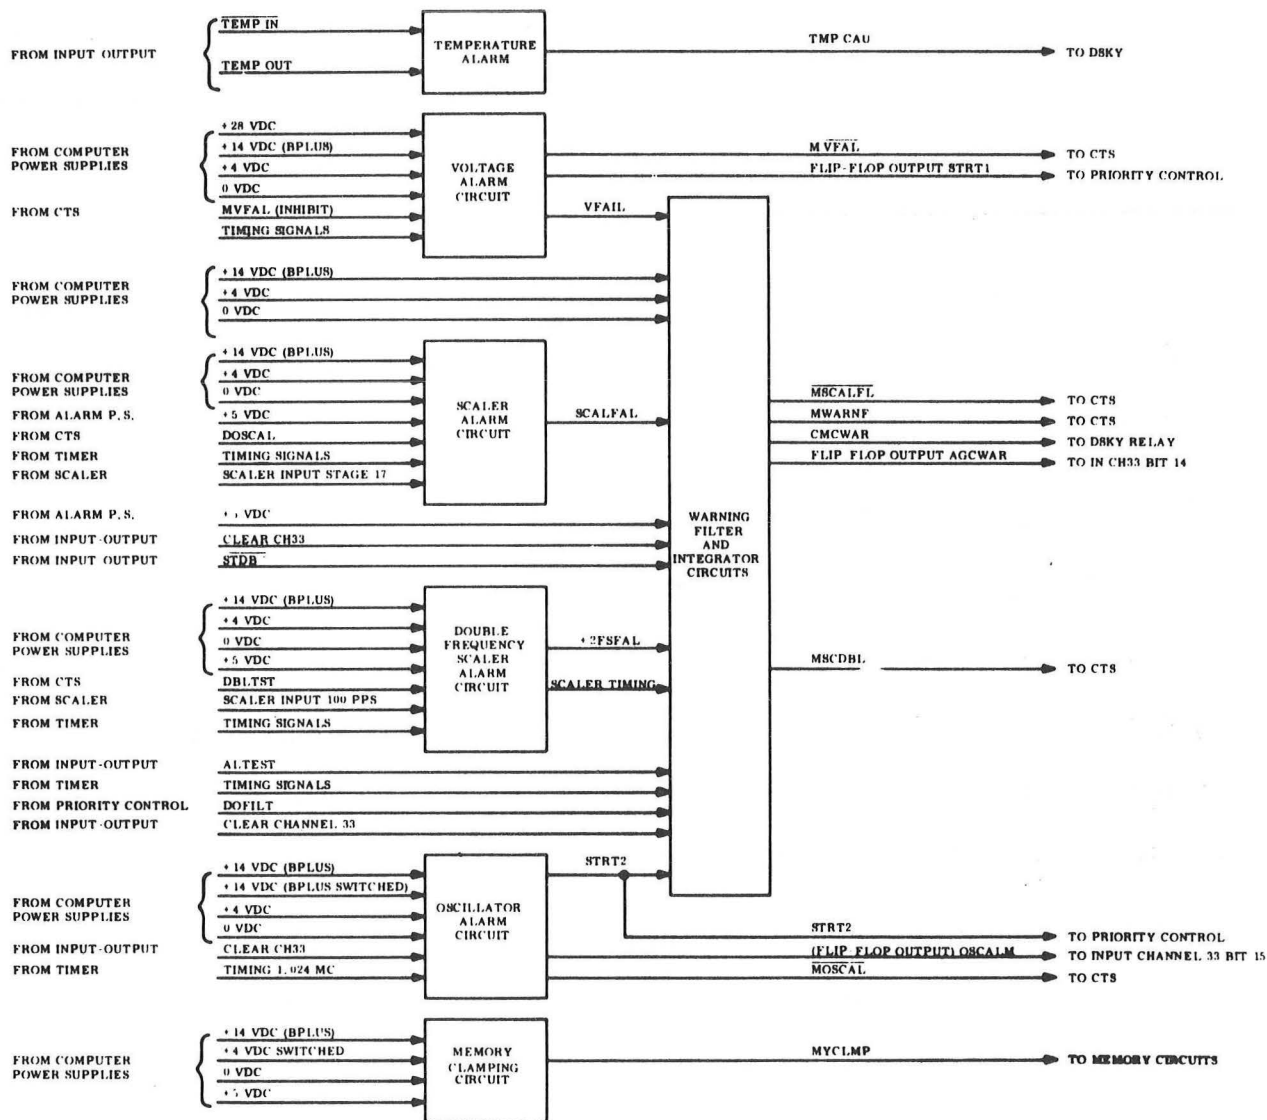 FROM INPUT OUTPUT
TEMP IN
TEMP OUT
TEMPERATURE
ALARM
TMP CAU
TO DSKY
FROM COMPUTER
POWER SUPPLIES
+28 VDC
+14 VDC (BPLUS)
+4 VDC
0 VDC
FROM CTS
MVFAL (INHIBIT)
TIMING SIGNALS
VOLTAGE
ALARM
CIRCUIT
MVFAL
TO CTS
FLIP-FLOP OUTPUT STRT1
TO PRIORITY CONTROL
VFAIL
FROM COMPUTER
POWER SUPPLIES
+14 VDC (BPLUS)
+4 VDC
0 VDC
FROM COMPUTER
POWER SUPPLIES
+14 VDC (BPLUS)
+4 VDC
0 VDC
FROM ALARM P.S.
+5 VDC
FROM CTS
DOSCAL
FROM TIMER
TIMING SIGNALS
FROM SCALER
SCALER INPUT STAGE 17
SCALER
ALARM
CIRCUIT
SCALFAL
MSCALFL
TO CTS
MWARNF
TO CTS
CMCWAR
TO DSKY RELAY
FLIP-FLOP OUTPUT AGCWAR
TO IN CH33 BIT 14
FROM ALARM P.S.
+5 VDC
FROM INPUT-OUTPUT
CLEAR CH33
FROM INPUT OUTPUT
STDB
WARNING
FILTER
AND
INTEGRATOR
CIRCUITS
FROM COMPUTER
POWER SUPPLIES
+14 VDC (BPLUS)
+4 VDC
0 VDC
+5 VDC
FROM CTS
DBLTST
FROM SCALER
SCALER INPUT 100 PPS
FROM TIMER
TIMING SIGNALS
DOUBLE
FREQUENCY
SCALER
ALARM
CIRCUIT
+2FSFAL
SCALER TIMING
MSCDBL
TO CTS
FROM INPUT-OUTPUT
ALTEST
FROM TIMER
TIMING SIGNALS
FROM PRIORITY CONTROL
DOFILT
FROM INPUT-OUTPUT
CLEAR CHANNEL 33
FROM COMPUTER
POWER SUPPLIES
+14 VDC (BPLUS)
+14 VDC (BPLUS SWITCHED)
+4 VDC
0 VDC
FROM INPUT-OUTPUT
CLEAR CH33
FROM TIMER
TIMING 1.024 MC
OSCILLATOR
ALARM
CIRCUIT
STRT2
STRT2
TO PRIORITY CONTROL
(FLIP-FLOP OUTPUT) OSCALM
TO INPUT CHANNEL 33 BIT 15
MOSCAL
TO CTS
FROM COMPUTER
POWER SUPPLIES
+14 VDC (BPLUS)
+4 VDC SWITCHED
0 VDC
+5 VDC
MEMORY
CLAMPING
CIRCUIT
MYCLMP
TO MEMORY CIRCUITS